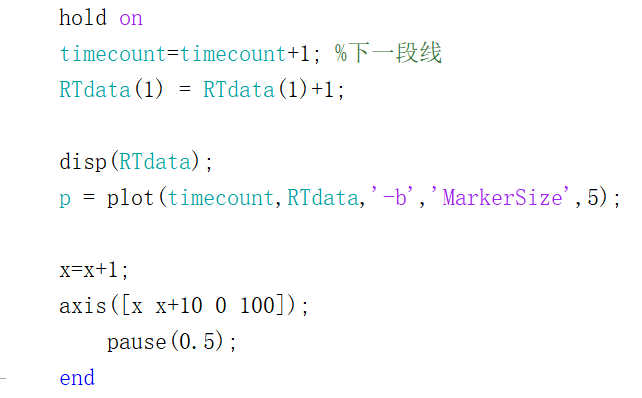 hold on
timecount=timecount+1; %下一段线
RTdata(1) = RTdata(1)+1;
disp(RTdata);
p = plot(timecount,RTdata,'-b','MarkerSize',5);
x=x+1;
axis([x x+10 0 100]);
pause(0.5);
end